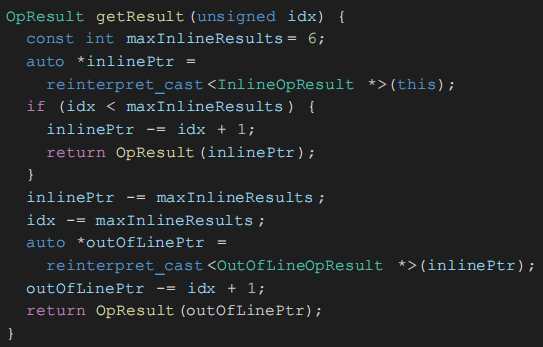 OpResult getResult(unsigned idx) {
  const int maxInlineResults= 6;
  auto *inlinePtr =
    reinterpret_cast<InlineOpResult *>(this);
  if (idx < maxInlineResults) {
    inlinePtr -= idx + 1;
    return OpResult(inlinePtr);
  }
  inlinePtr -= maxInlineResults;
  idx -= maxInlineResults;
  auto *outOfLinePtr =
    reinterpret_cast<OutOfLineOpResult *>(inlinePtr);
  outOfLinePtr -= idx + 1;
  return OpResult(outOfLinePtr);
}